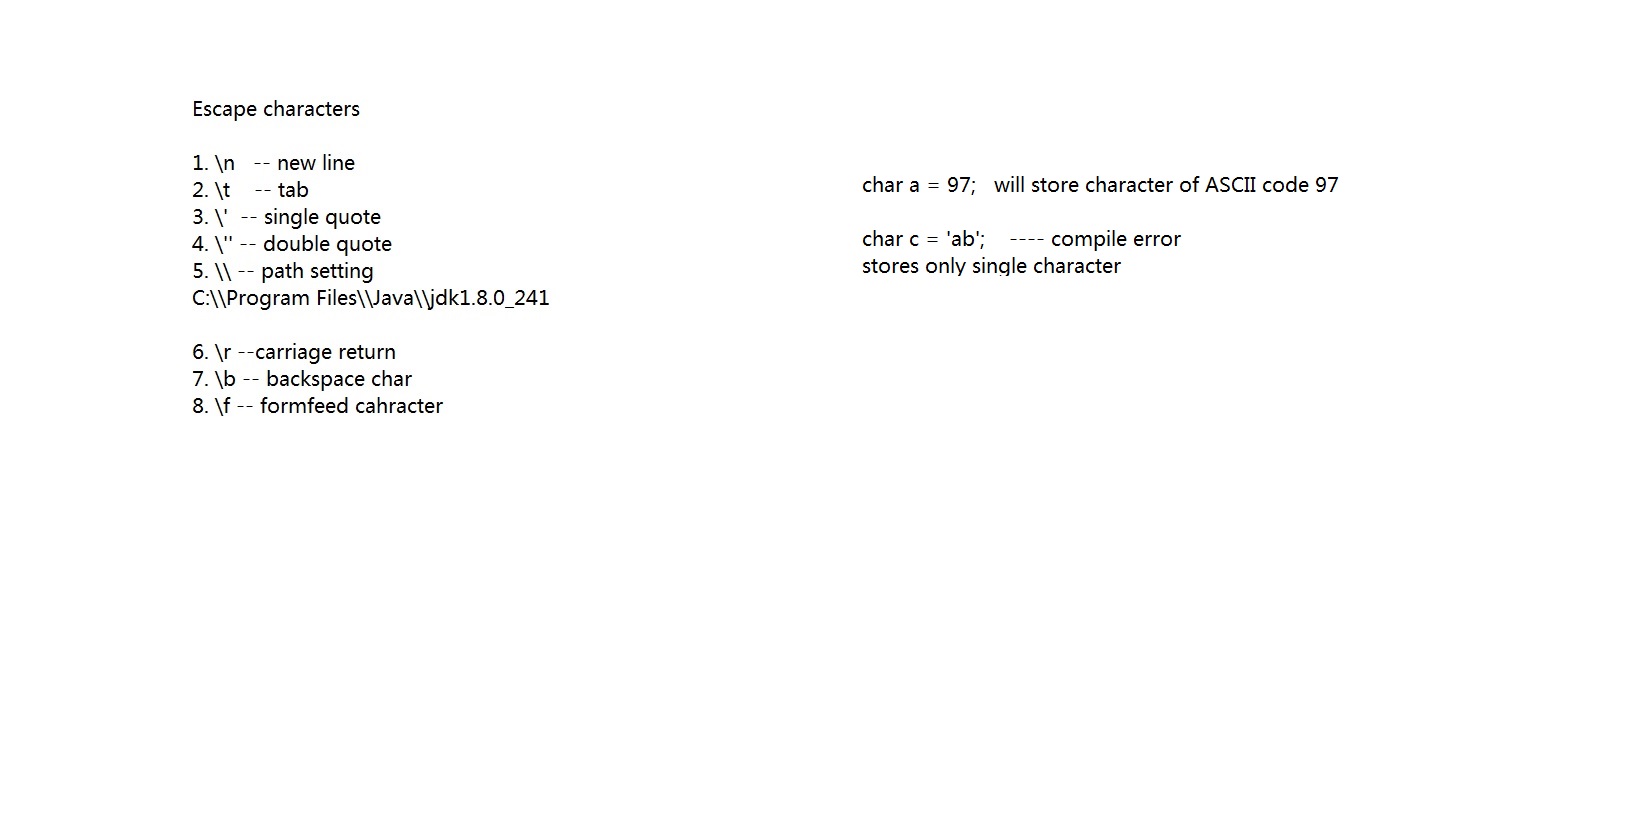 Escape characters
1. \n -- new line
2. \t -- tab
3. \' -- single quote
4. \" -- double quote
5. \\ -- path setting
C:\\Program Files\\Java\\jdk1.8.0_241
6. \r --carriage return
7. \b -- backspace char
8. \f -- formfeed cahracter
char a = 97; will store character of ASCII code 97
char c = 'ab'; ---- compile error
stores only single character